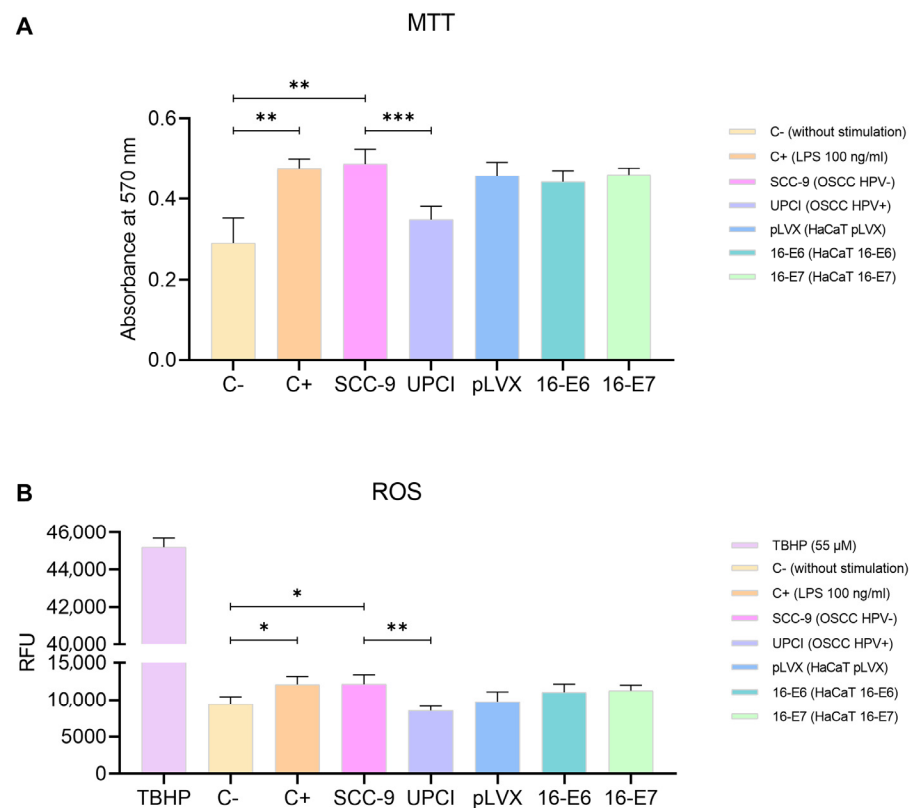 A
MTT
**
**
***
Absorbance at 570 nm
0.6
0.4
0.2
0.0
C-
C+
SCC-9
UPCI
pLVX
16-E6
16-E7
C- (without stimulation)
C+ (LPS 100 ng/ml)
SCC-9 (OSCC HPV-)
UPCI (OSCC HPV+)
pLVX (HaCaT pLVX)
16-E6 (HaCaT 16-E6)
16-E7 (HaCaT 16-E7)
B
ROS
*
*
**
RFU
46,000
44,000
42,000
40,000
15,000
10,000
5000
0
TBHP
C-
C+
SCC-9
UPCI
pLVX
16-E6
16-E7
TBHP (55 µM)
C- (without stimulation)
C+ (LPS 100 ng/ml)
SCC-9 (OSCC HPV-)
UPCI (OSCC HPV+)
pLVX (HaCaT pLVX)
16-E6 (HaCaT 16-E6)
16-E7 (HaCaT 16-E7)